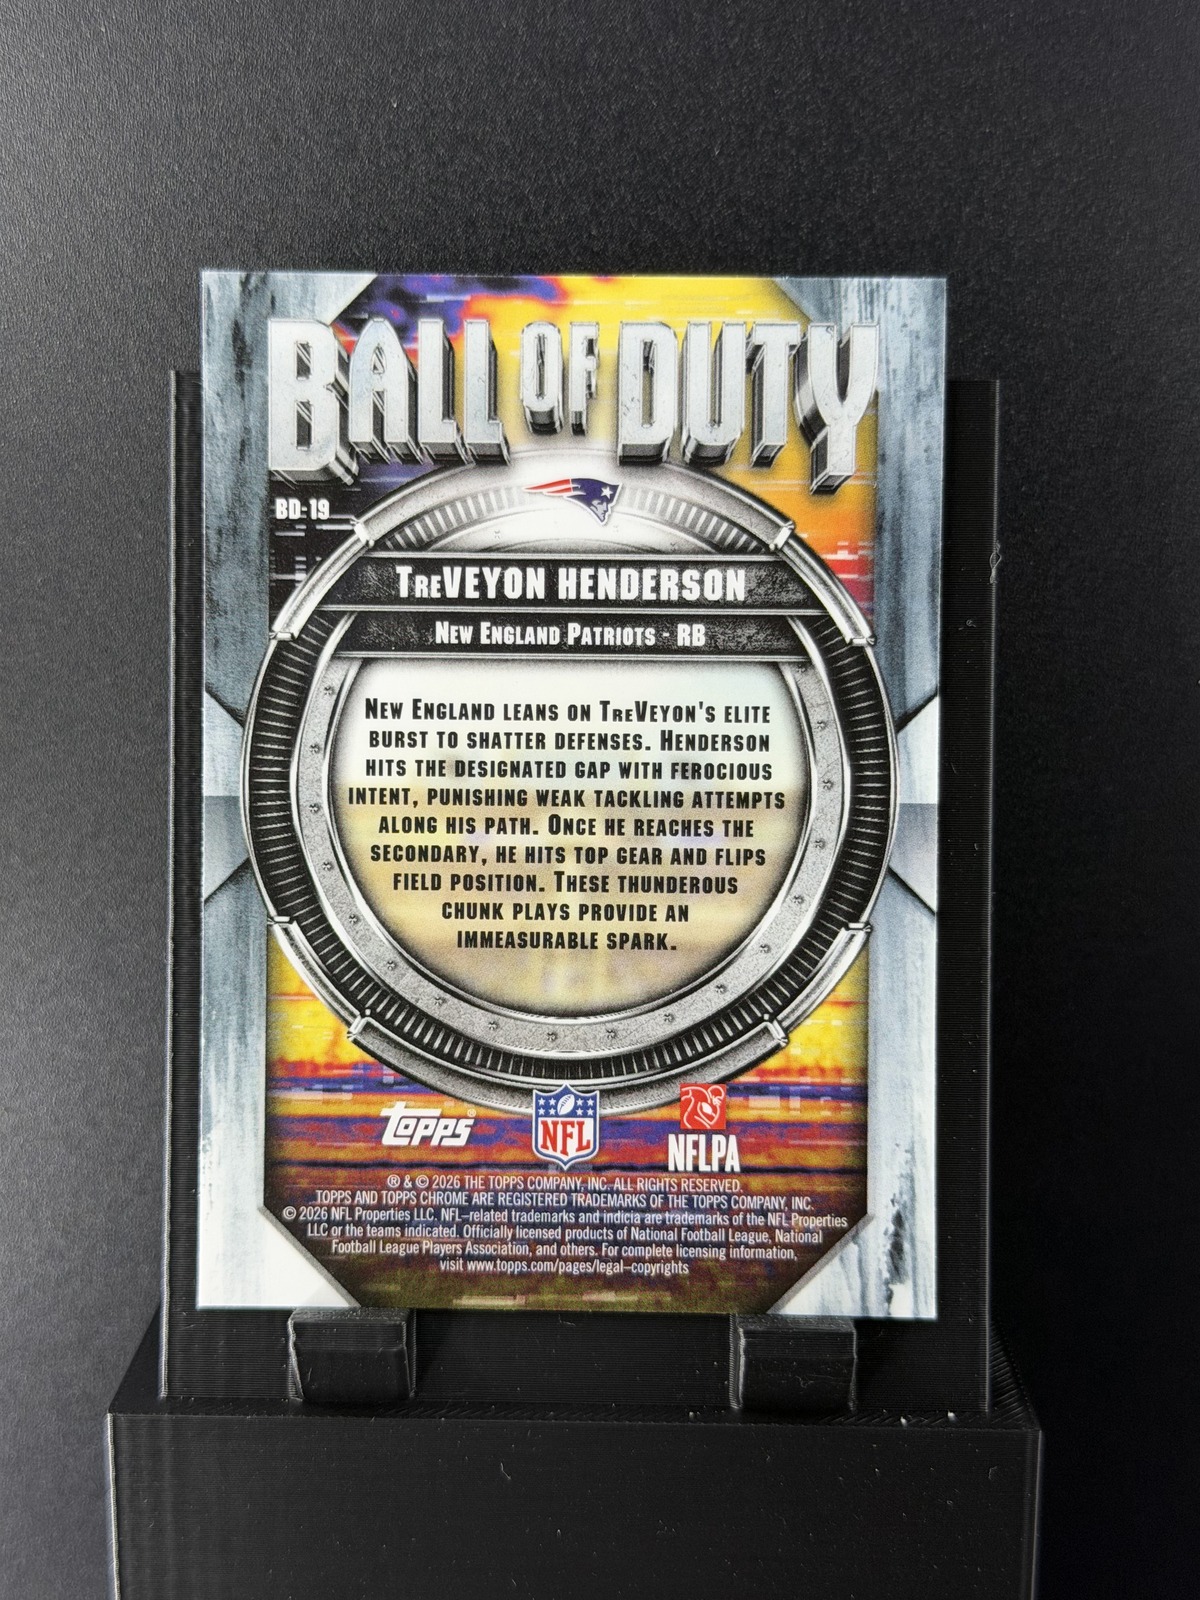 BALL OF DUTY
BD-19
TreVEYON HENDERSON
New England Patriots - RB
New England leans on TreVeyon's elite
burst to shatter defenses. Henderson
hits the designated gap with ferocious
intent, punishing weak tackling attempts
along his path. Once he reaches the
secondary, he hits top gear and flips
field position. These thunderous
chunk plays provide an
immeasurable spark.
topps®
NFL
NFLPA
® & © 2026 THE TOPPS COMPANY, INC. ALL RIGHTS RESERVED.
TOPPS AND TOPPS CHROME ARE REGISTERED TRADEMARKS OF THE TOPPS COMPANY, INC.
© 2026 NFL Properties LLC. NFL-related trademarks and indicia are trademarks of the NFL Properties
LLC or the teams indicated. Officially licensed products of National Football League, National
Football League Players Association, and others. For complete licensing information,
visit www.topps.com/pages/legal-copyrights